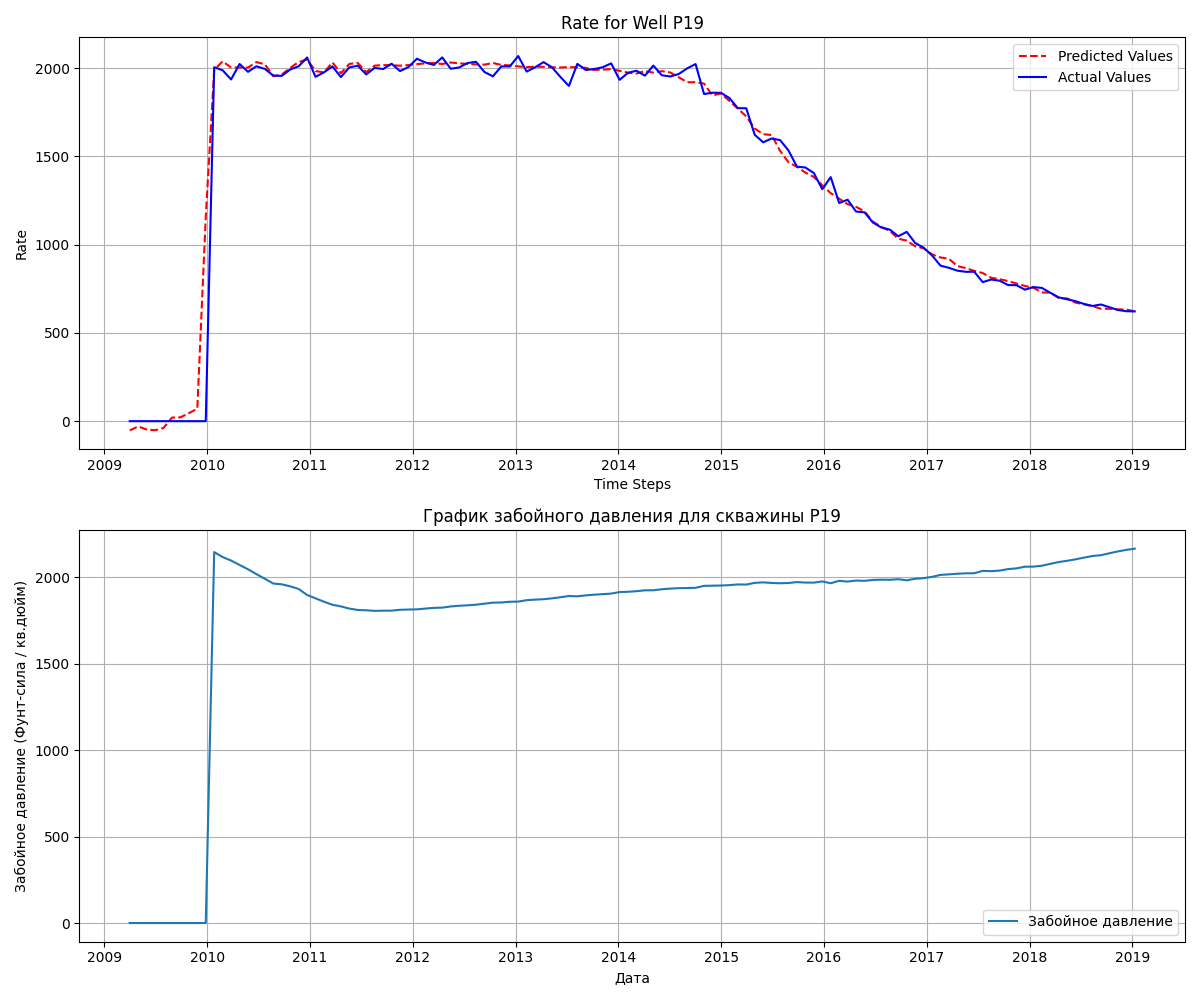 Rate for Well P19
Predicted Values
Actual Values
2000
1500
1000
500
0
Rate
2009 2010 2011 2012 2013 2014 2015 2016 2017 2018 2019
Time Steps
График забойного давления для скважины P19
2000
1500
1000
500
0
Забойное давление (Фунт-сила / кв.дюйм)
Забойное давление
2009 2010 2011 2012 2013 2014 2015 2016 2017 2018 2019
Дата